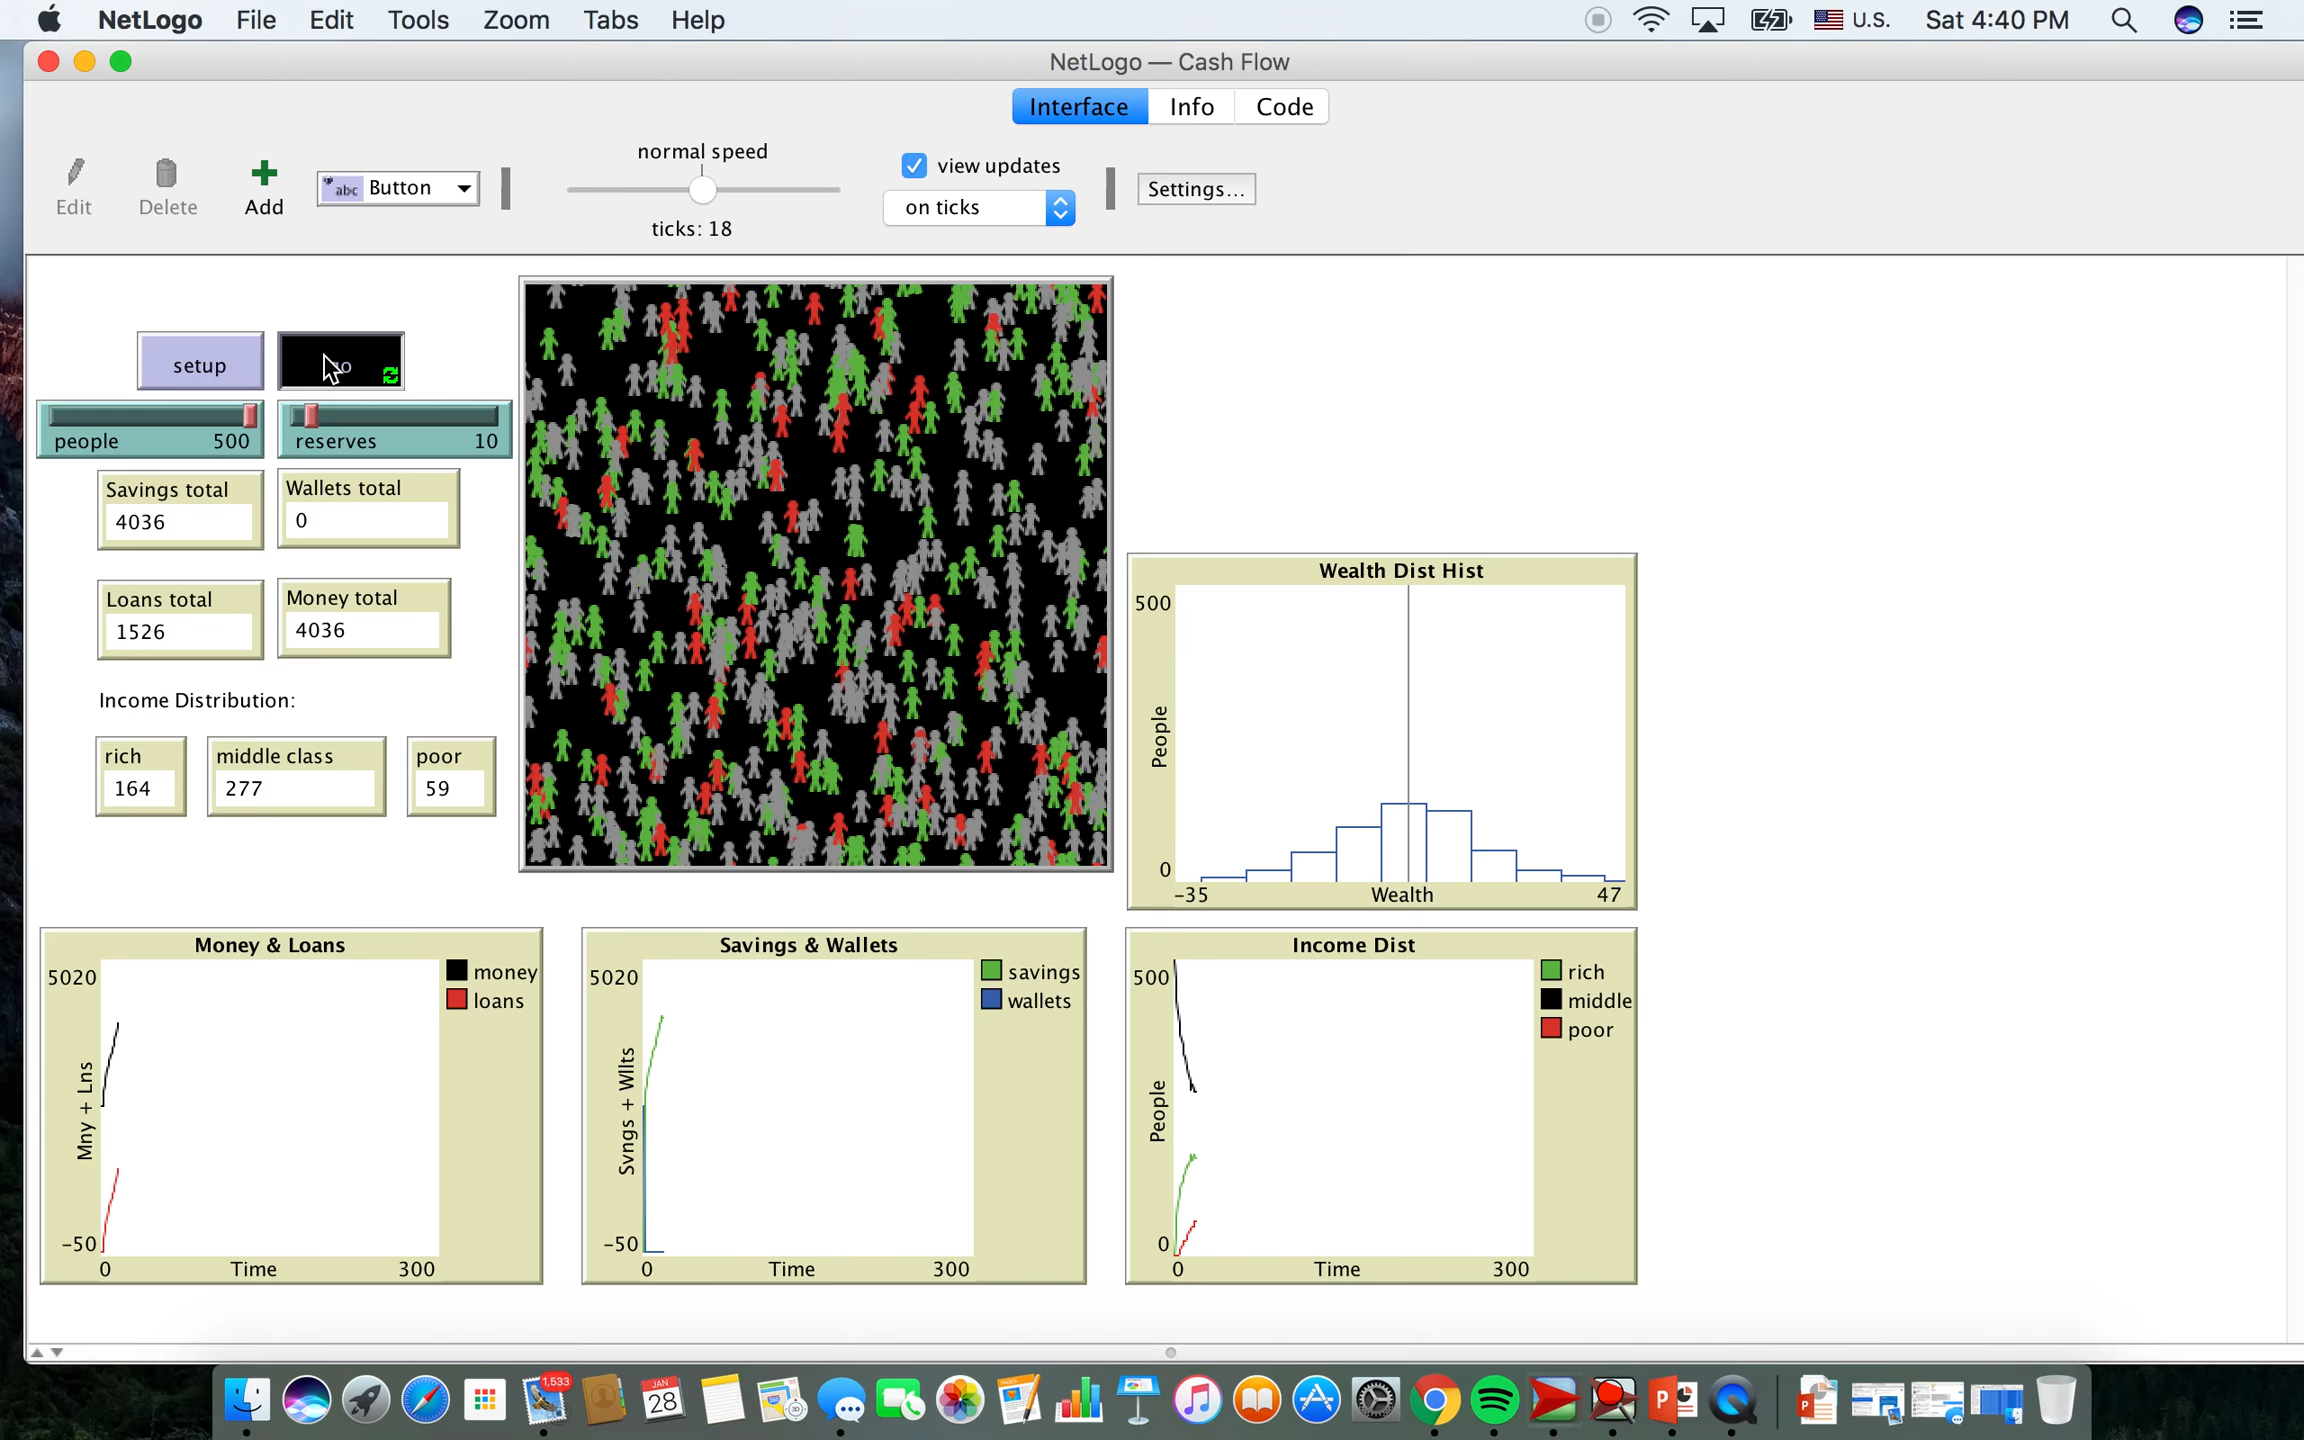 NetLogo File Edit Tools Zoom Tabs Help U.S. Sat 4:40 PM
NetLogo — Cash Flow
Interface Info Code
normal speed
view updates
Edit Delete Add abc Button on ticks Settings...
ticks: 18
setup
people 500
reserves 10
Savings total
4036
Wallets total
0
Loans total
1526
Money total
4036
Income Distribution:
rich
164
middle class
277
poor
59
Wealth Dist Hist
500
People
0
-35 Wealth 47
Money & Loans
5020
Mny + Lns
-50
0 Time 300
money
loans
Savings & Wallets
5020
Svngs + Wllts
-50
0 Time 300
savings
wallets
Income Dist
500
People
0
0 Time 300
rich
middle
poor
1,533
JAN
28